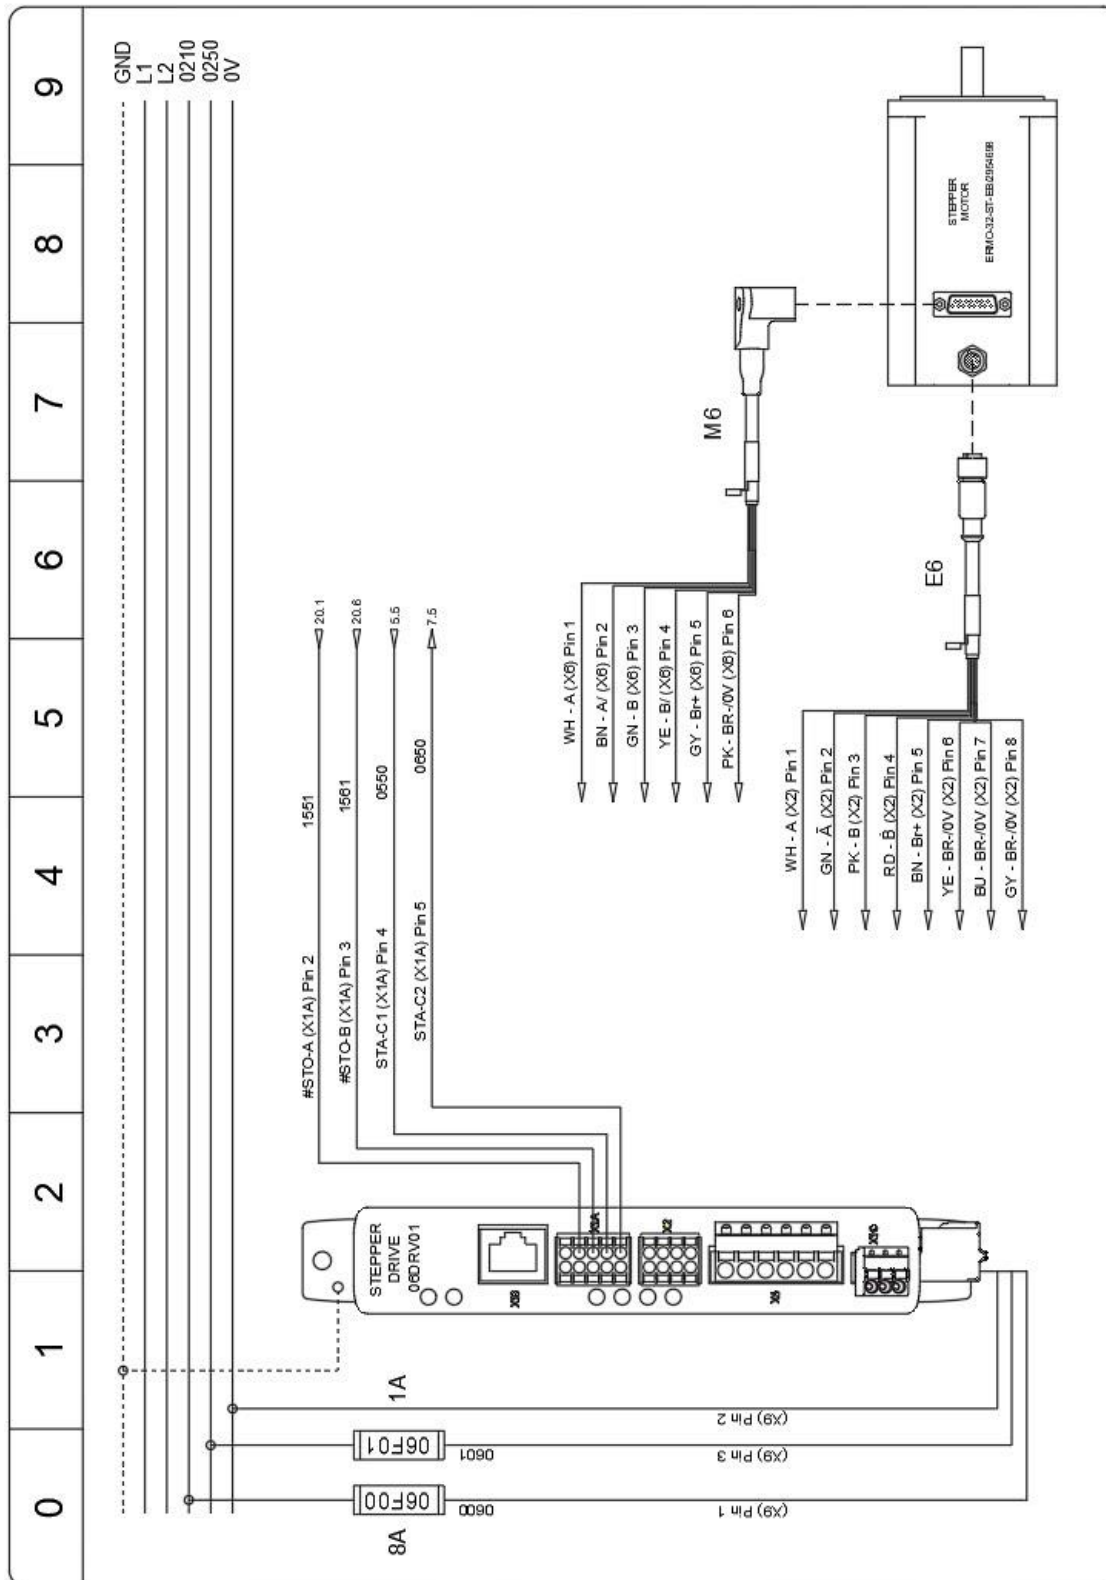 0
1
2
3
4
5
6
7
8
9
GND
L1
L2
0210
0250
0V
8A
06F00
0600
(X9) Pin 1
06F01
0601
(X9) Pin 3
1A
(X9) Pin 2
STEPPER
DRIVE
06DRV01
X1A
X2
#STO-A (X1A) Pin 2
1551
20.1
#STO-B (X1A) Pin 3
1561
20.6
STA-C1 (X1A) Pin 4
0550
5.5
STA-C2 (X1A) Pin 5
0650
7.5
WH - A (X6) Pin 1
BN - A/ (X6) Pin 2
GN - B (X6) Pin 3
YE - B/ (X6) Pin 4
GY - Br+ (X6) Pin 5
PK - BR-/0V (X6) Pin 6
M6
WH - A (X2) Pin 1
GN - Ā (X2) Pin 2
PK - B (X2) Pin 3
RD - B̄ (X2) Pin 4
BN - Br+ (X2) Pin 5
YE - BR-/0V (X2) Pin 6
BU - BR-/0V (X2) Pin 7
GY - BR-/0V (X2) Pin 8
E6
STEPPER
MOTOR